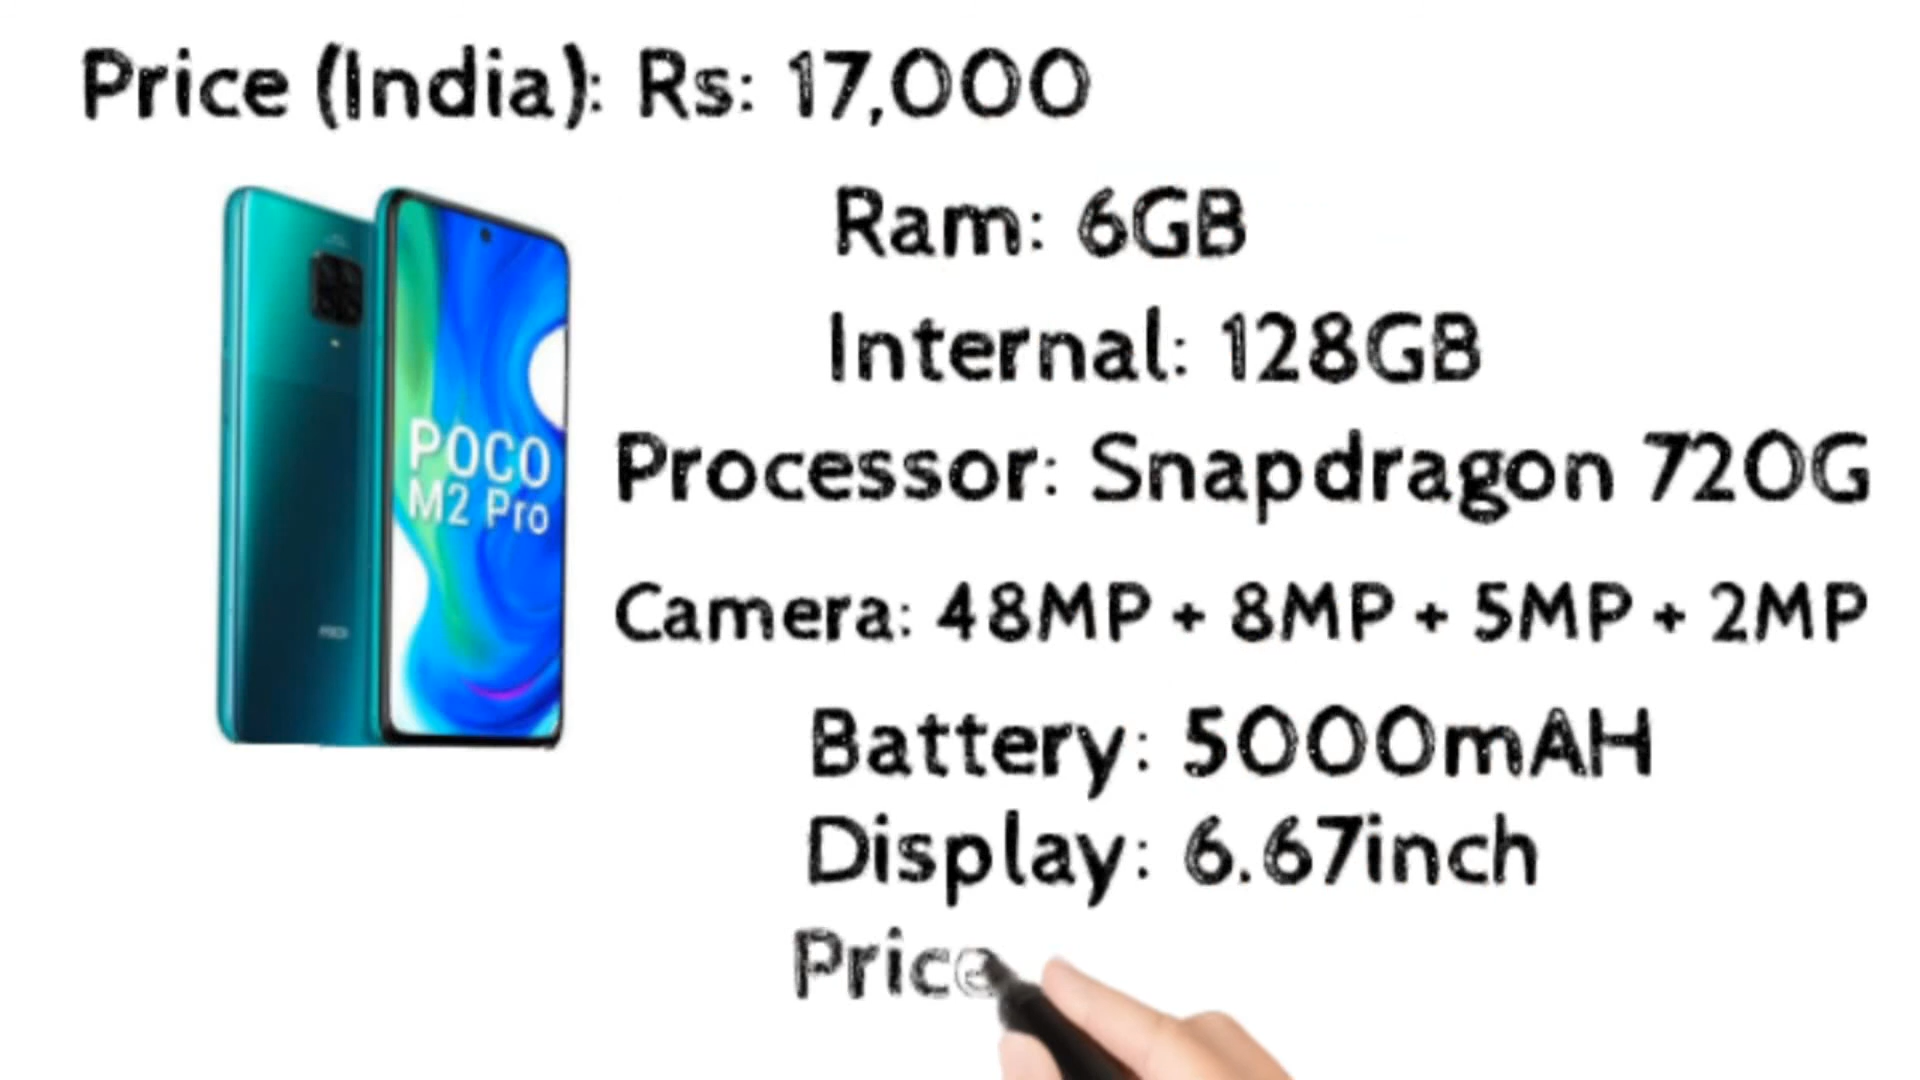 Price (India): Rs: 17,000
Ram: 6GB
Internal: 128GB
Processor: Snapdragon 720G
POCO
M2 Pro
Camera: 48MP + 8MP + 5MP + 2MP
Battery: 5000mAH
Display: 6.67inch
Price